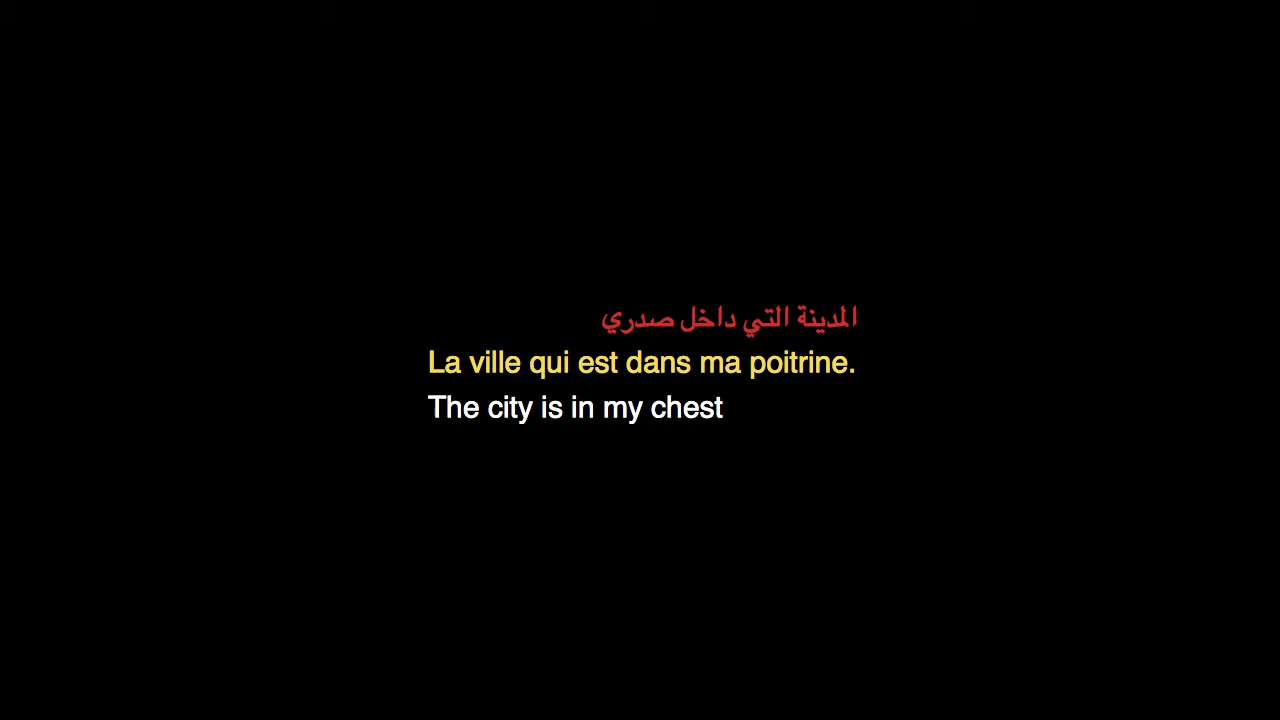 المدينة التي داخل صدري
La ville qui est dans ma poitrine.
The city is in my chest